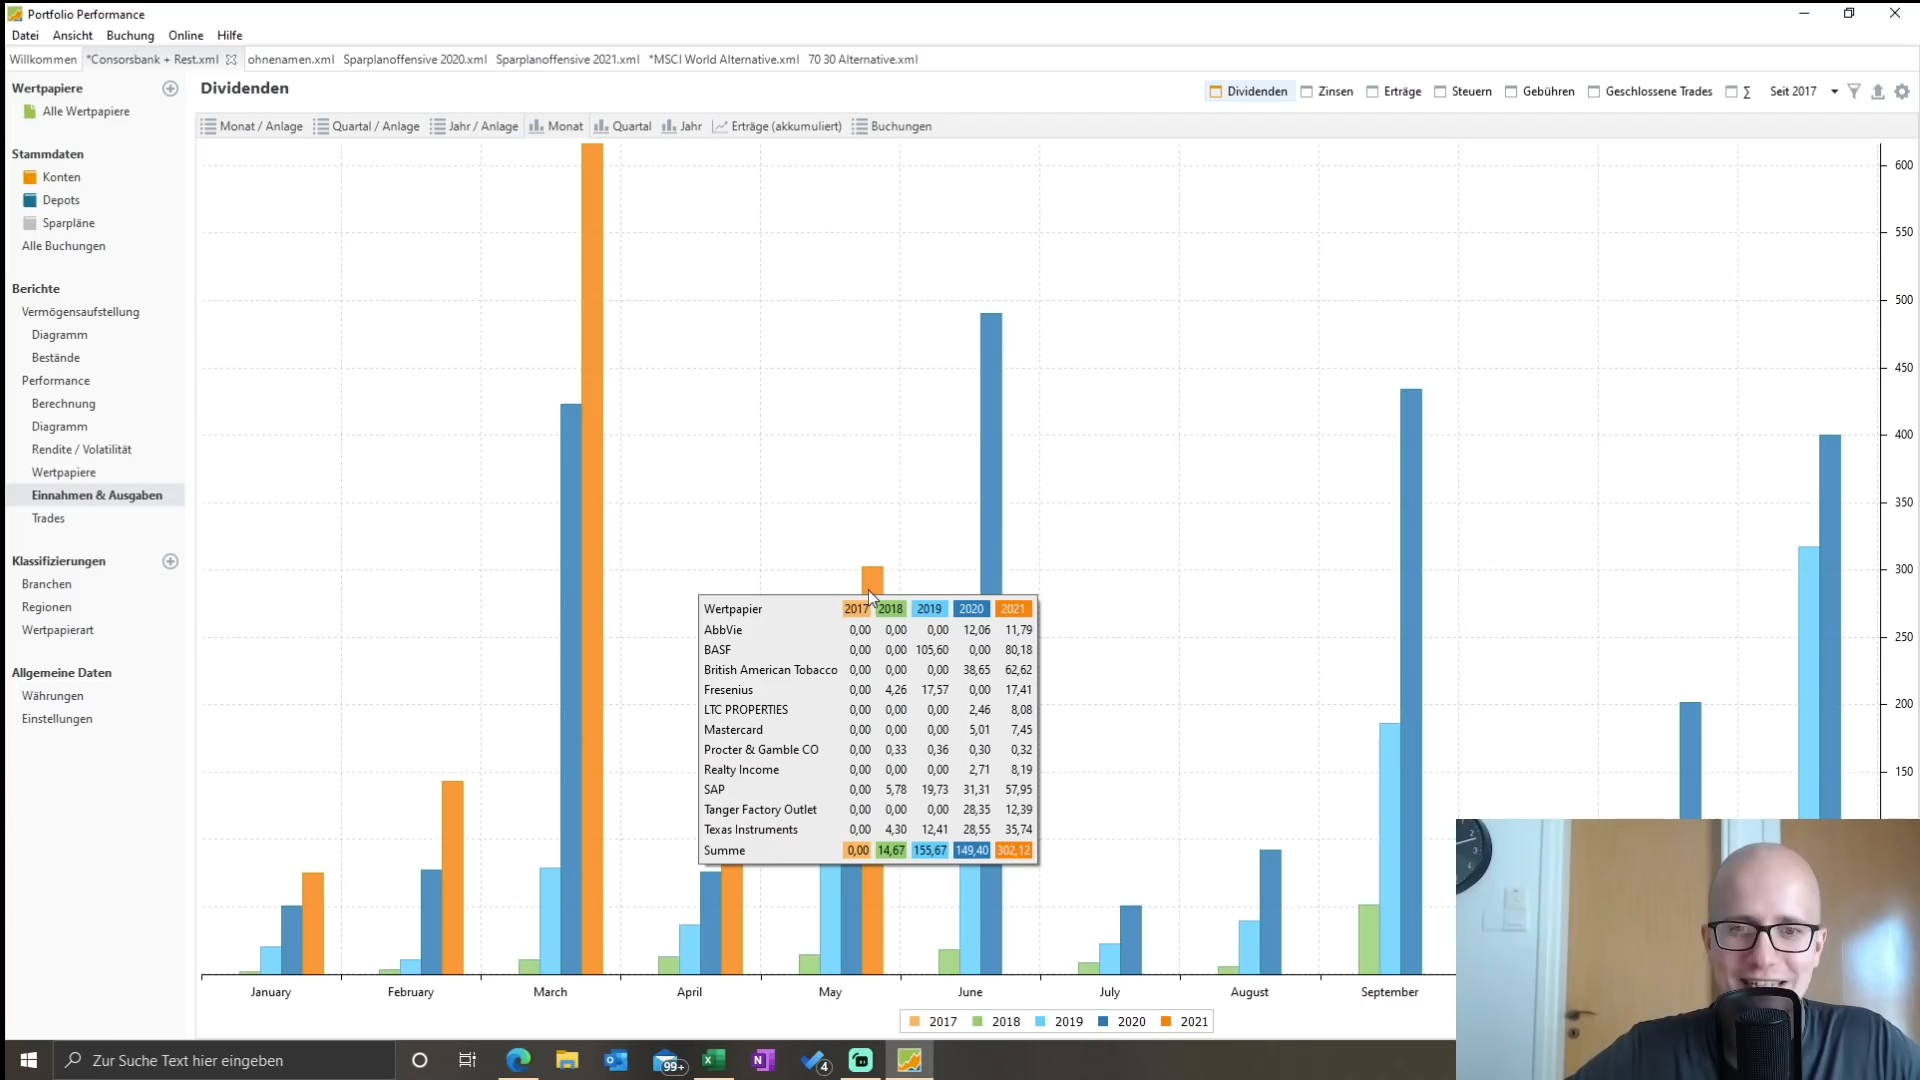 Portfolio Performance
Datei Ansicht Buchung Online Hilfe
Willkommen *Consorsbank + Rest.xml ohnenamen.xml Sparplanoffensive 2020.xml Sparplanoffensive 2021.xml *MSCI World Alternative.xml 70 30 Alternative.xml
Wertpapiere
Alle Wertpapiere
Stammdaten
Konten
Depots
Sparpläne
Alle Buchungen
Berichte
Vermögensaufstellung
Diagramm
Bestände
Performance
Berechnung
Diagramm
Rendite / Volatilität
Wertpapiere
Einnahmen & Ausgaben
Trades
Klassifizierungen
Branchen
Regionen
Wertpapierart
Allgemeine Daten
Währungen
Einstellungen
Dividenden
Dividenden Zinsen Erträge Steuern Gebühren Geschlossene Trades ∑ Seit 2017
Monat / Anlage Quartal / Anlage Jahr / Anlage Monat Quartal Jahr Erträge (akkumuliert) Buchungen
600
550
500
450
400
350
300
250
200
150
Wertpapier 2017 2018 2019 2020 2021
AbbVie 0,00 0,00 0,00 12,06 11,79
BASF 0,00 0,00 105,60 0,00 80,18
British American Tobacco 0,00 0,00 0,00 38,65 62,62
Fresenius 0,00 4,26 17,57 0,00 17,41
LTC PROPERTIES 0,00 0,00 0,00 2,46 8,08
Mastercard 0,00 0,00 0,00 5,01 7,45
Procter & Gamble CO 0,00 0,33 0,36 0,30 0,32
Realty Income 0,00 0,00 0,00 2,71 8,19
SAP 0,00 5,78 19,73 31,31 57,95
Tanger Factory Outlet 0,00 0,00 0,00 28,35 12,39
Texas Instruments 0,00 4,30 12,41 28,55 35,74
Summe 0,00 14,67 155,67 149,40 302,12
January February March April May June July August September
2017 2018 2019 2020 2021
Zur Suche Text hier eingeben 99+ 4